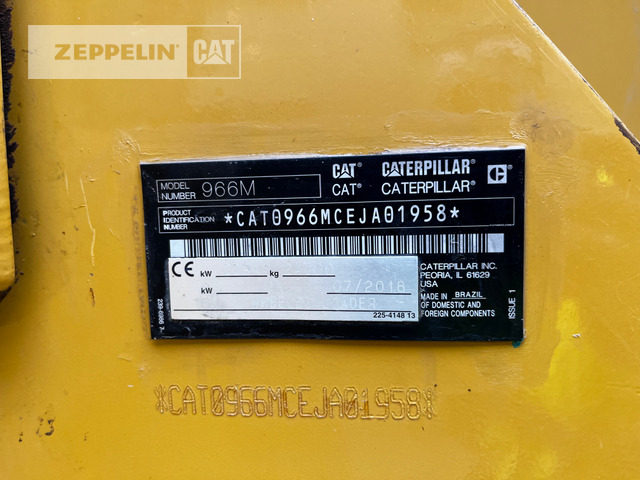 ZEPPELIN CAT
CAT CATERPILLAR C
MODEL NUMBER 966M
CAT® CATERPILLAR®
PRODUCT IDENTIFICATION NUMBER *CAT0966MCEJA01958*
CE kW kg
kW 07/2018
225-4148 13
CATERPILLAR INC.
PEORIA, IL 61629
USA
MADE IN BRAZIL
OF DOMESTIC AND
FOREIGN COMPONENTS
ISSUE 1
*CAT0966MCEJA01958*